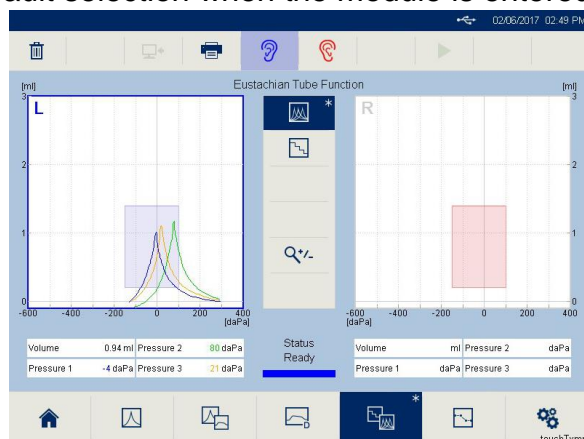 ault selection when the module is entered
02/06/2017 02:49 PM
Eustachian Tube Function
[ml]
[ml]
3
L
*
R
3
2
2
1
1
0
0
-600 -400 -200 0 200 400
[daPa]
-600 -400 -200 0 200 400
[daPa]
+/-
Volume 0.94 ml Pressure 2 80 daPa
Pressure 1 -4 daPa Pressure 3 21 daPa
Status
Ready
Volume ml Pressure 2 daPa
Pressure 1 daPa Pressure 3 daPa
*
D